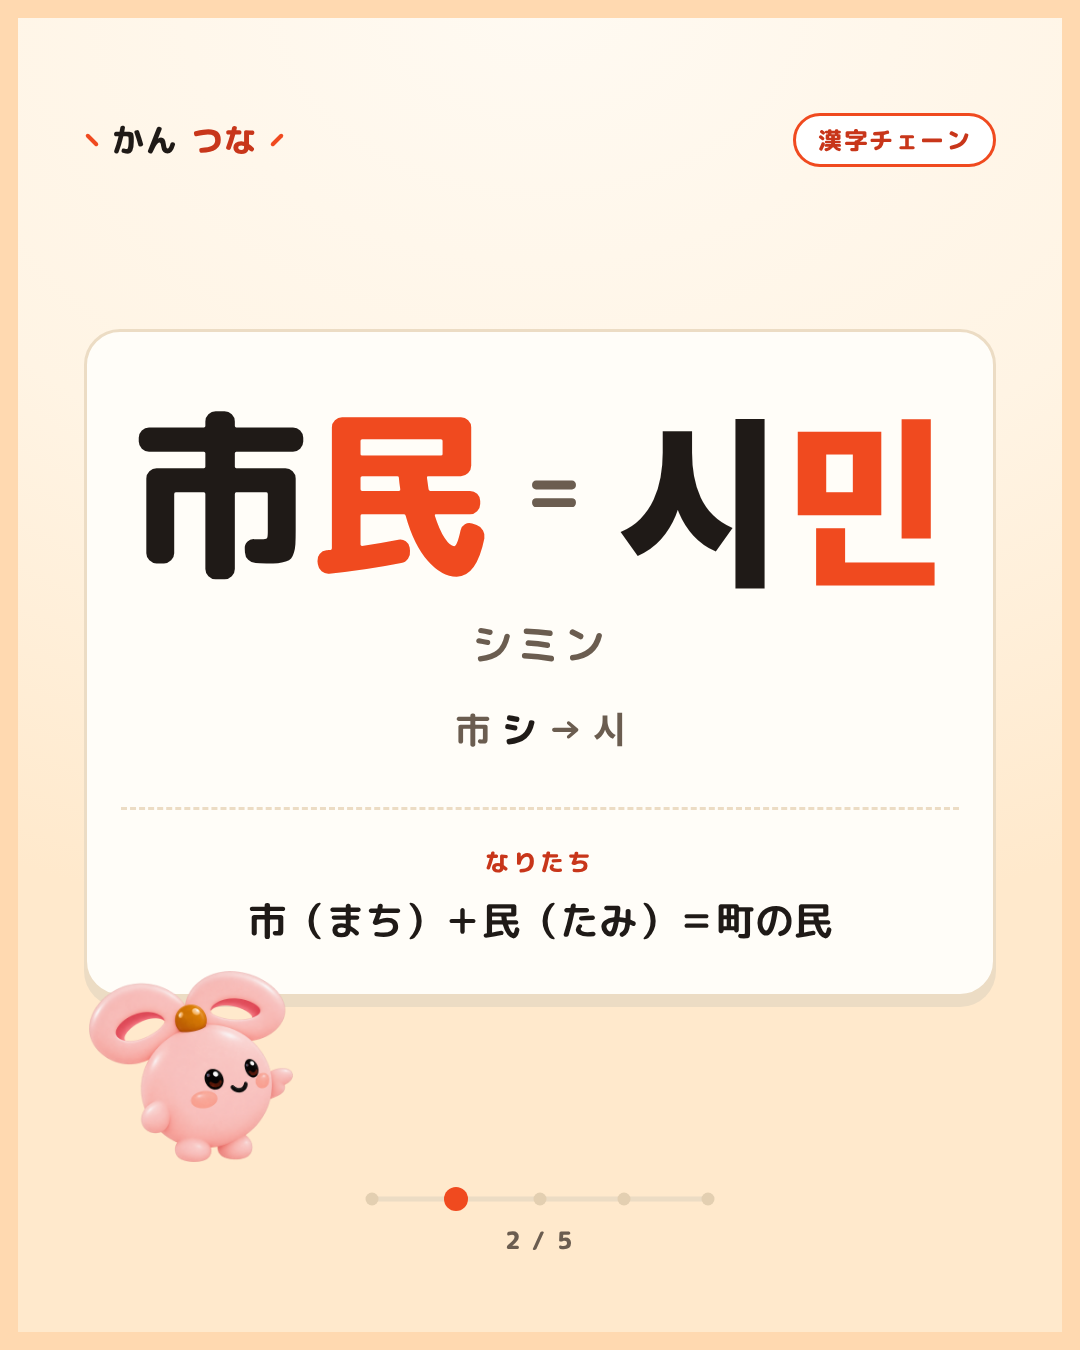 かん つな
漢字チェーン
市民 = 시민
シミン
市 シ → 시
なりたち
市（まち）＋民（たみ）＝町の民
2 / 5